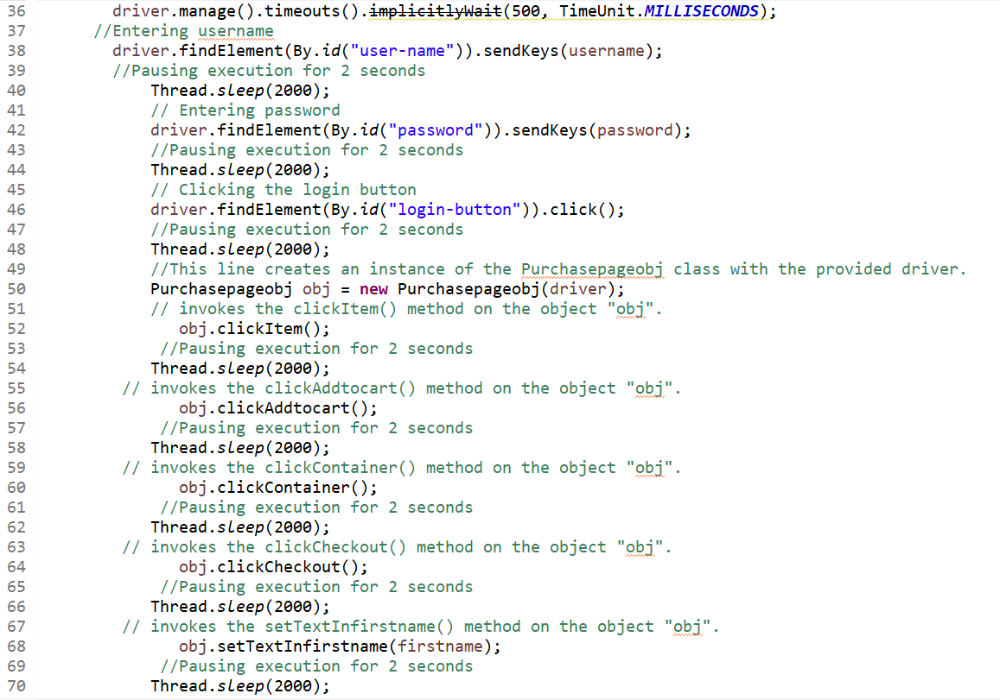 36 driver.manage().timeouts().implicitlyWait(500, TimeUnit.MILLISECONDS);
37 //Entering username
38 driver.findElement(By.id("user-name")).sendKeys(username);
39 //Pausing execution for 2 seconds
40 Thread.sleep(2000);
41 // Entering password
42 driver.findElement(By.id("password")).sendKeys(password);
43 //Pausing execution for 2 seconds
44 Thread.sleep(2000);
45 // Clicking the login button
46 driver.findElement(By.id("login-button")).click();
47 //Pausing execution for 2 seconds
48 Thread.sleep(2000);
49 //This line creates an instance of the Purchasepageobj class with the provided driver.
50 Purchasepageobj obj = new Purchasepageobj(driver);
51 // invokes the clickItem() method on the object "obj".
52 obj.clickItem();
53 //Pausing execution for 2 seconds
54 Thread.sleep(2000);
55 // invokes the clickAddtocart() method on the object "obj".
56 obj.clickAddtocart();
57 //Pausing execution for 2 seconds
58 Thread.sleep(2000);
59 // invokes the clickContainer() method on the object "obj".
60 obj.clickContainer();
61 //Pausing execution for 2 seconds
62 Thread.sleep(2000);
63 // invokes the clickCheckout() method on the object "obj".
64 obj.clickCheckout();
65 //Pausing execution for 2 seconds
66 Thread.sleep(2000);
67 // invokes the setTextInfirstname() method on the object "obj".
68 obj.setTextInfirstname(firstname);
69 //Pausing execution for 2 seconds
70 Thread.sleep(2000);